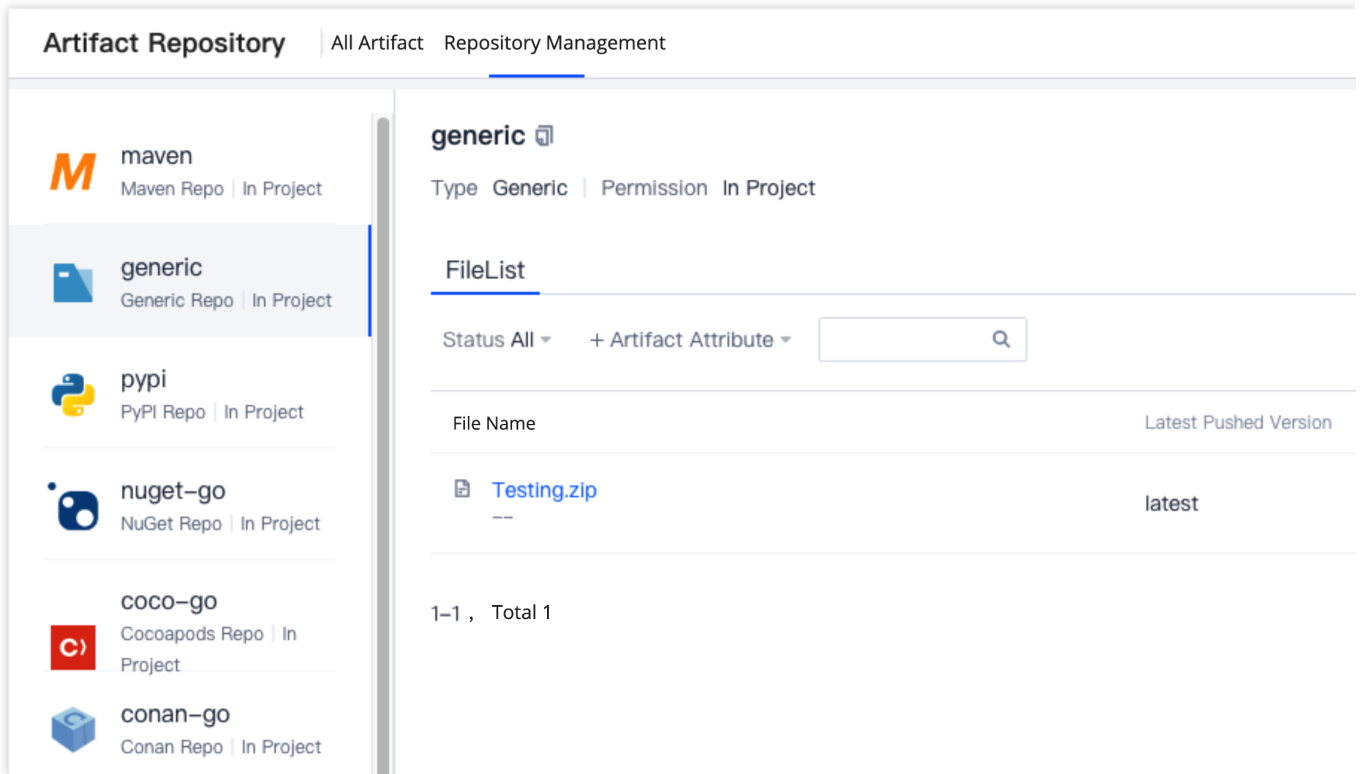 Artifact Repository All Artifact Repository Management
maven
Maven Repo In Project
generic
Generic Repo In Project
pypi
PyPI Repo In Project
nuget-go
NuGet Repo In Project
coco-go
Cocoapods Repo In
Project
conan-go
Conan Repo In Project
generic
Type Generic Permission In Project
FileList
Status All + Artifact Attribute
File Name Latest Pushed Version
Testing.zip latest
--
1-1 , Total 1